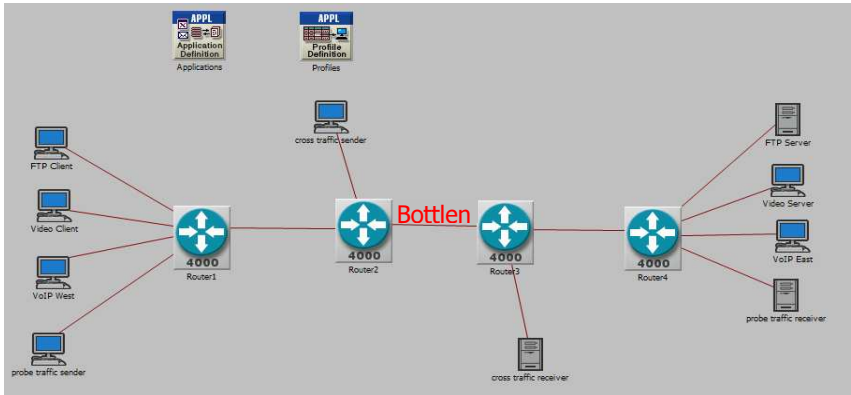 APPL
Application
Definition
Applications
APPL
Profile
Definition
Profiles
cross traffic sender
FTP Client
FTP Server
Video Client
Video Server
Bottlen
4000
Router1
4000
Router2
4000
Router3
4000
Router4
VoIP West
VoIP East
probe traffic sender
probe traffic receiver
cross traffic receiver